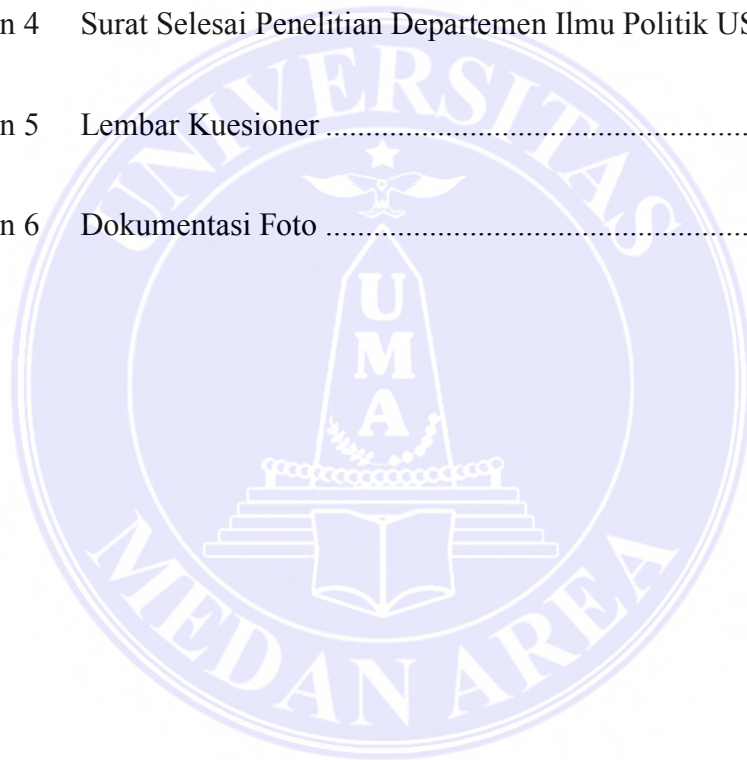 n 4 Surat Selesai Penelitian Departemen Ilmu Politik US
n 5 Lembar Kuesioner ......................................................
n 6 Dokumentasi Foto ......................................................
UNIVERSITAS
U
M
A
MEDAN AREA